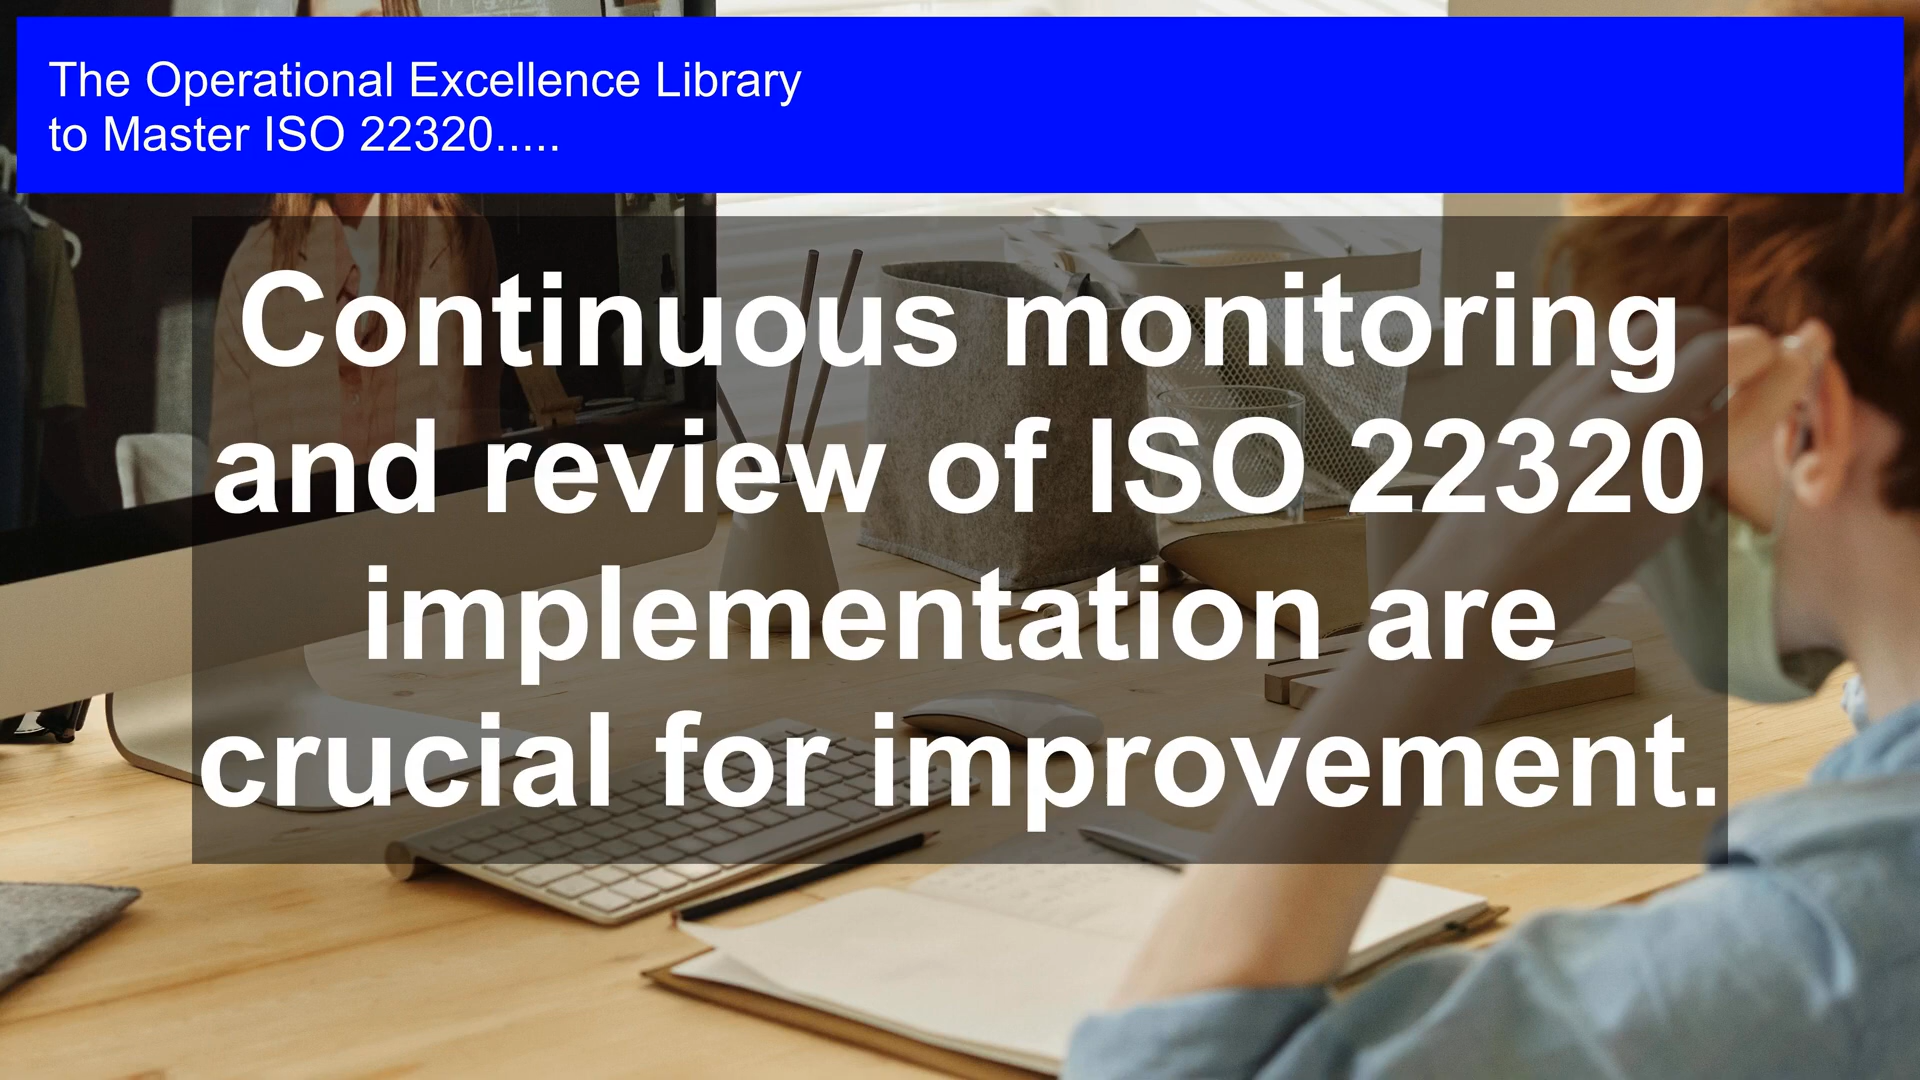 The Operational Excellence Library
to Master ISO 22320.....
Continuous monitoring
and review of ISO 22320
implementation are
crucial for improvement.